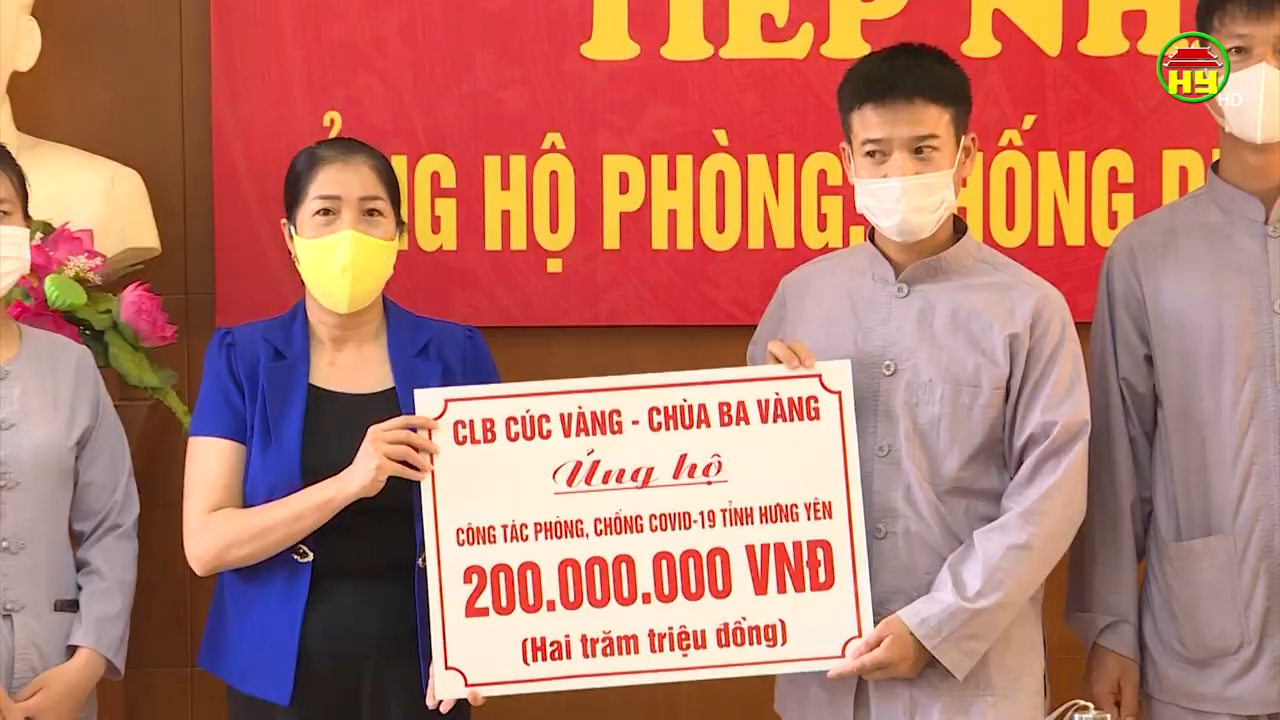 TIẾP NH
ỦNG HỘ PHÒNG, CHỐNG D
HY
HD
CLB CÚC VÀNG - CHÙA BA VÀNG
Ủng hộ
CÔNG TÁC PHÒNG, CHỐNG COVID-19 TỈNH HƯNG YÊN
200.000.000 VNĐ
(Hai trăm triệu đồng)